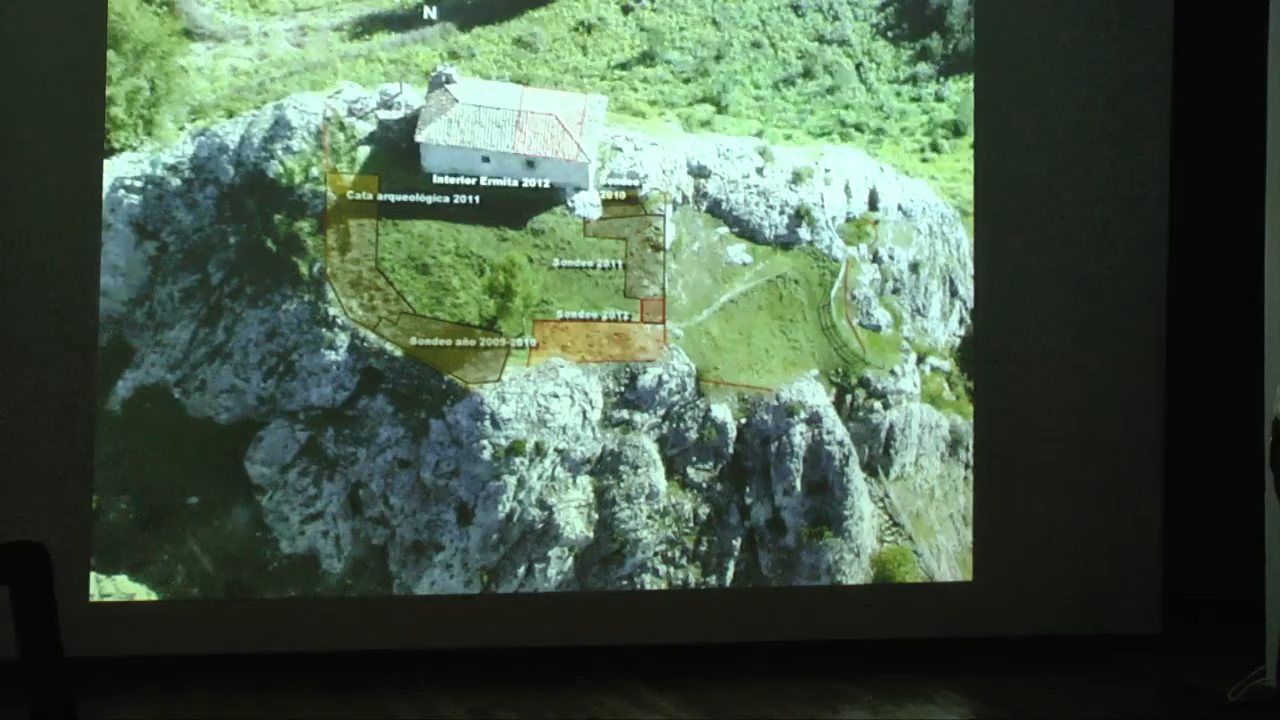 N
Interior Ermita 2012
Sondeo
2010
Cata arqueológica 2011
Sondeo 2011
Sondeo 2012
Sondeo año 2009-2010